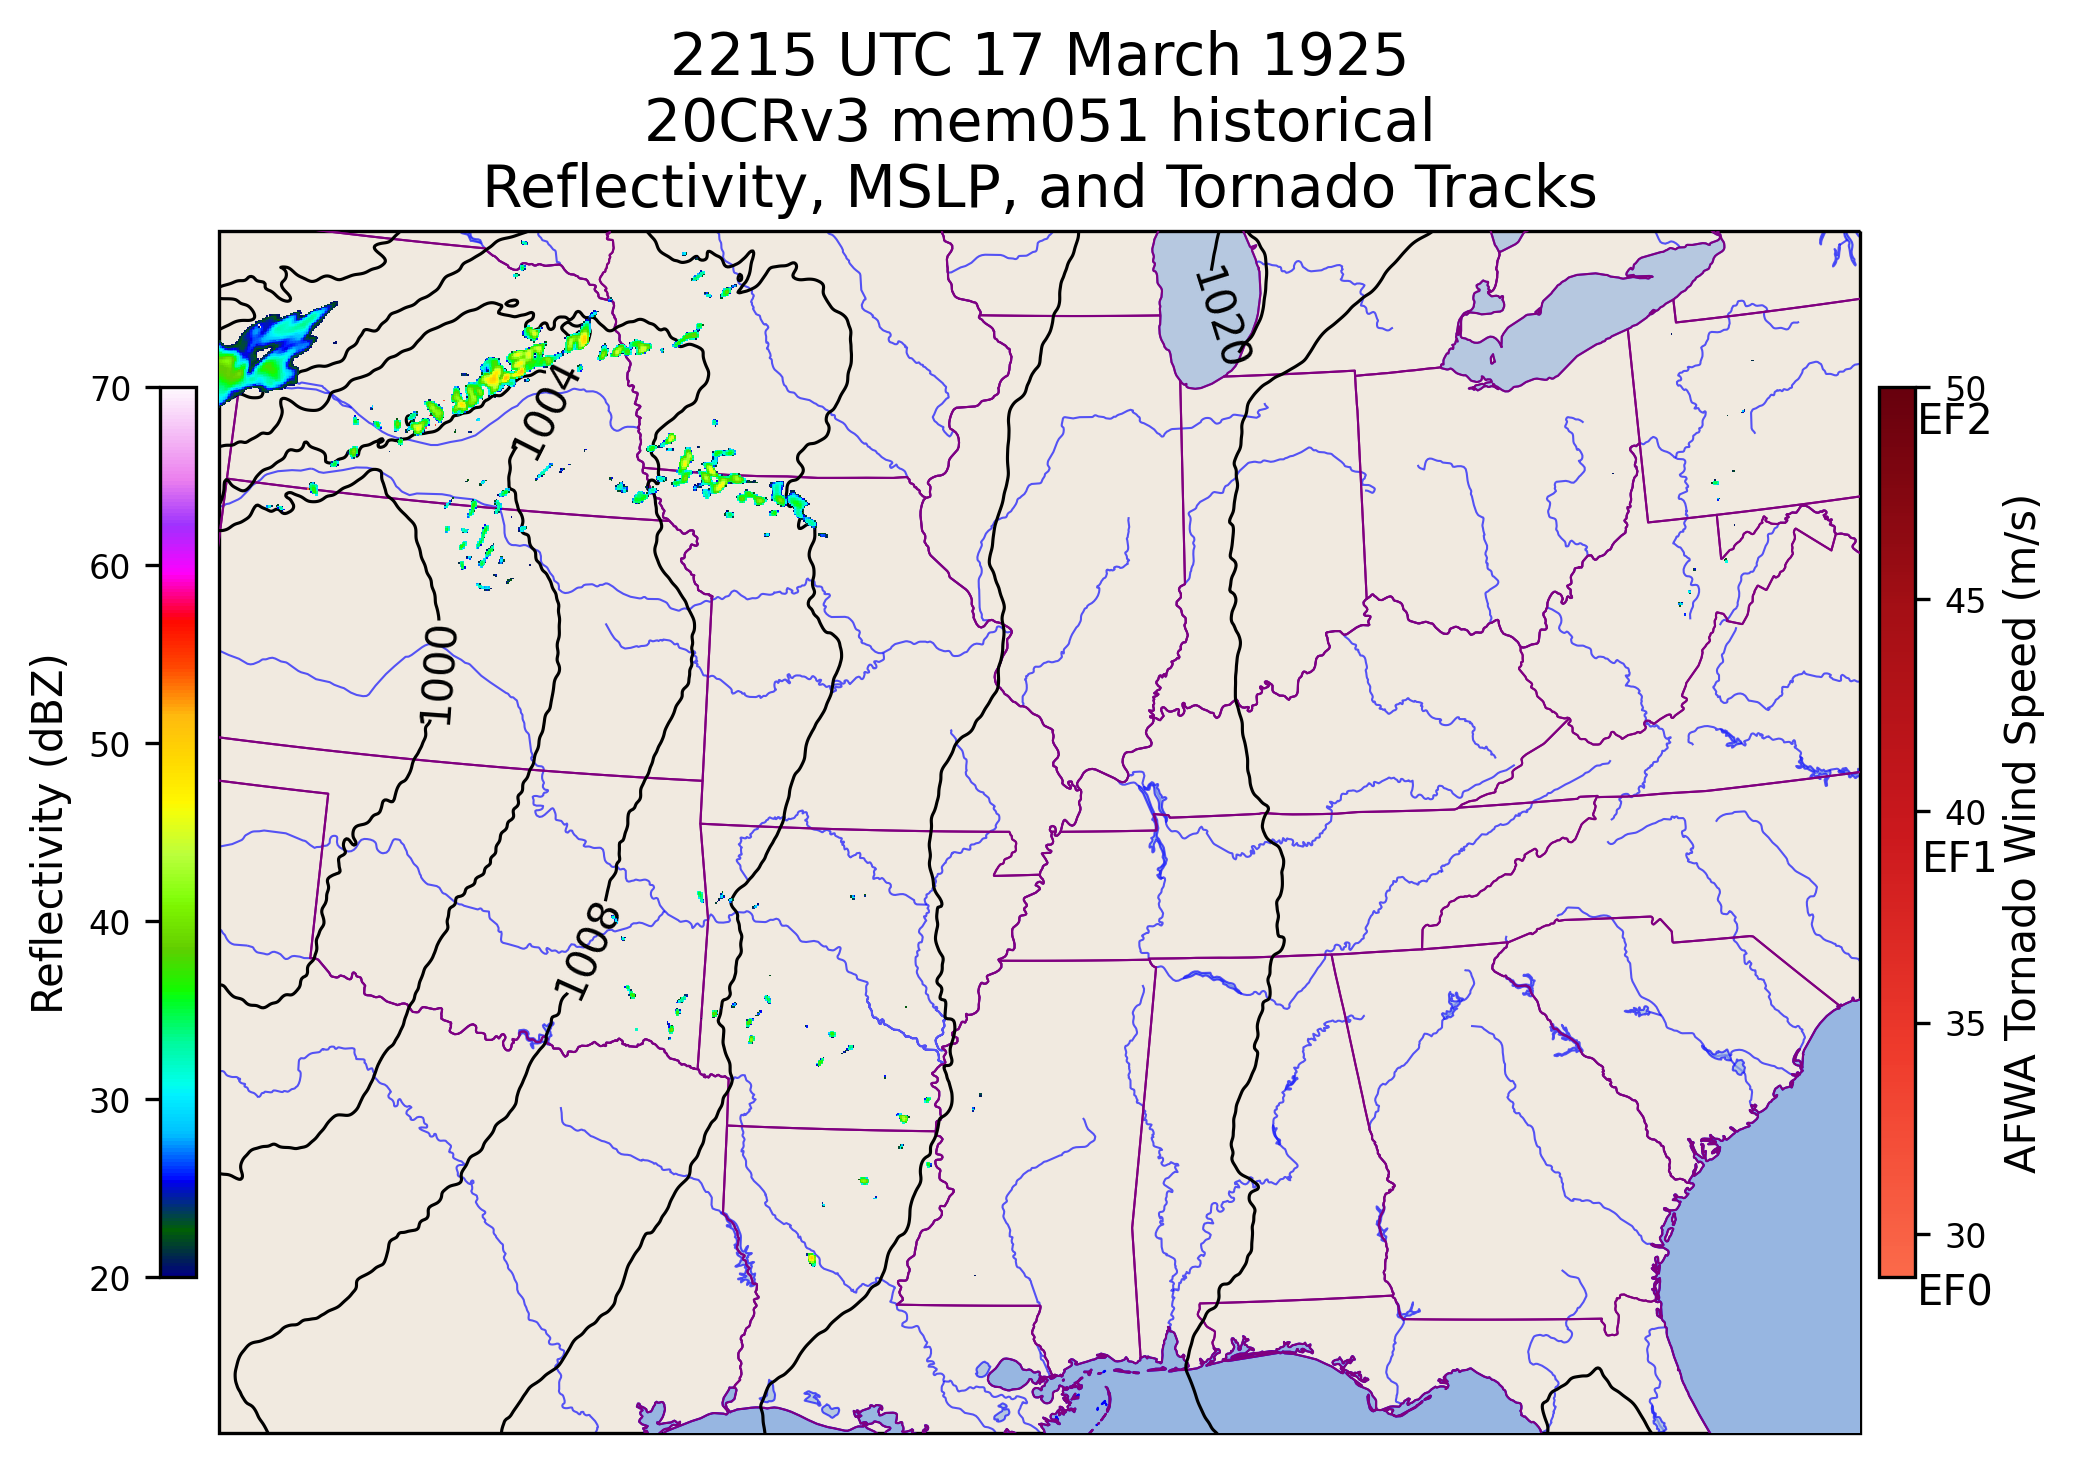 2215 UTC 17 March 1925
20CRv3 mem051 historical
Reflectivity, MSLP, and Tornado Tracks
Reflectivity (dBZ)
70
60
50
40
30
20
1020
1004
1000
1008
50
EF2
45
40
EF1
35
30
EF0
AFWA Tornado Wind Speed (m/s)